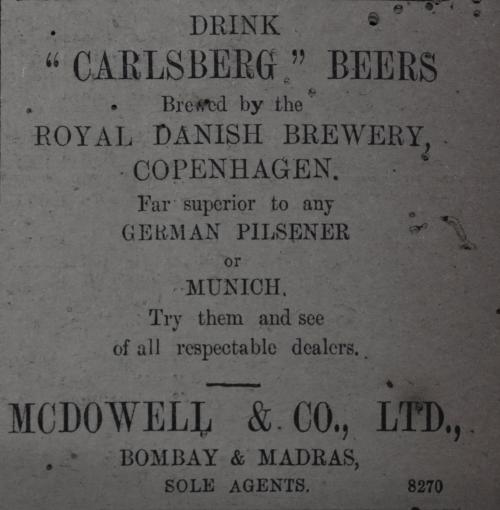 DRINK
" CARLSBERG " BEERS
Brewed by the
ROYAL DANISH BREWERY,
COPENHAGEN.
Far superior to any
GERMAN PILSENER
or
MUNICH.
Try them and see
of all respectable dealers.
MCDOWELL & CO., LTD.,
BOMBAY & MADRAS,
SOLE AGENTS. 8270